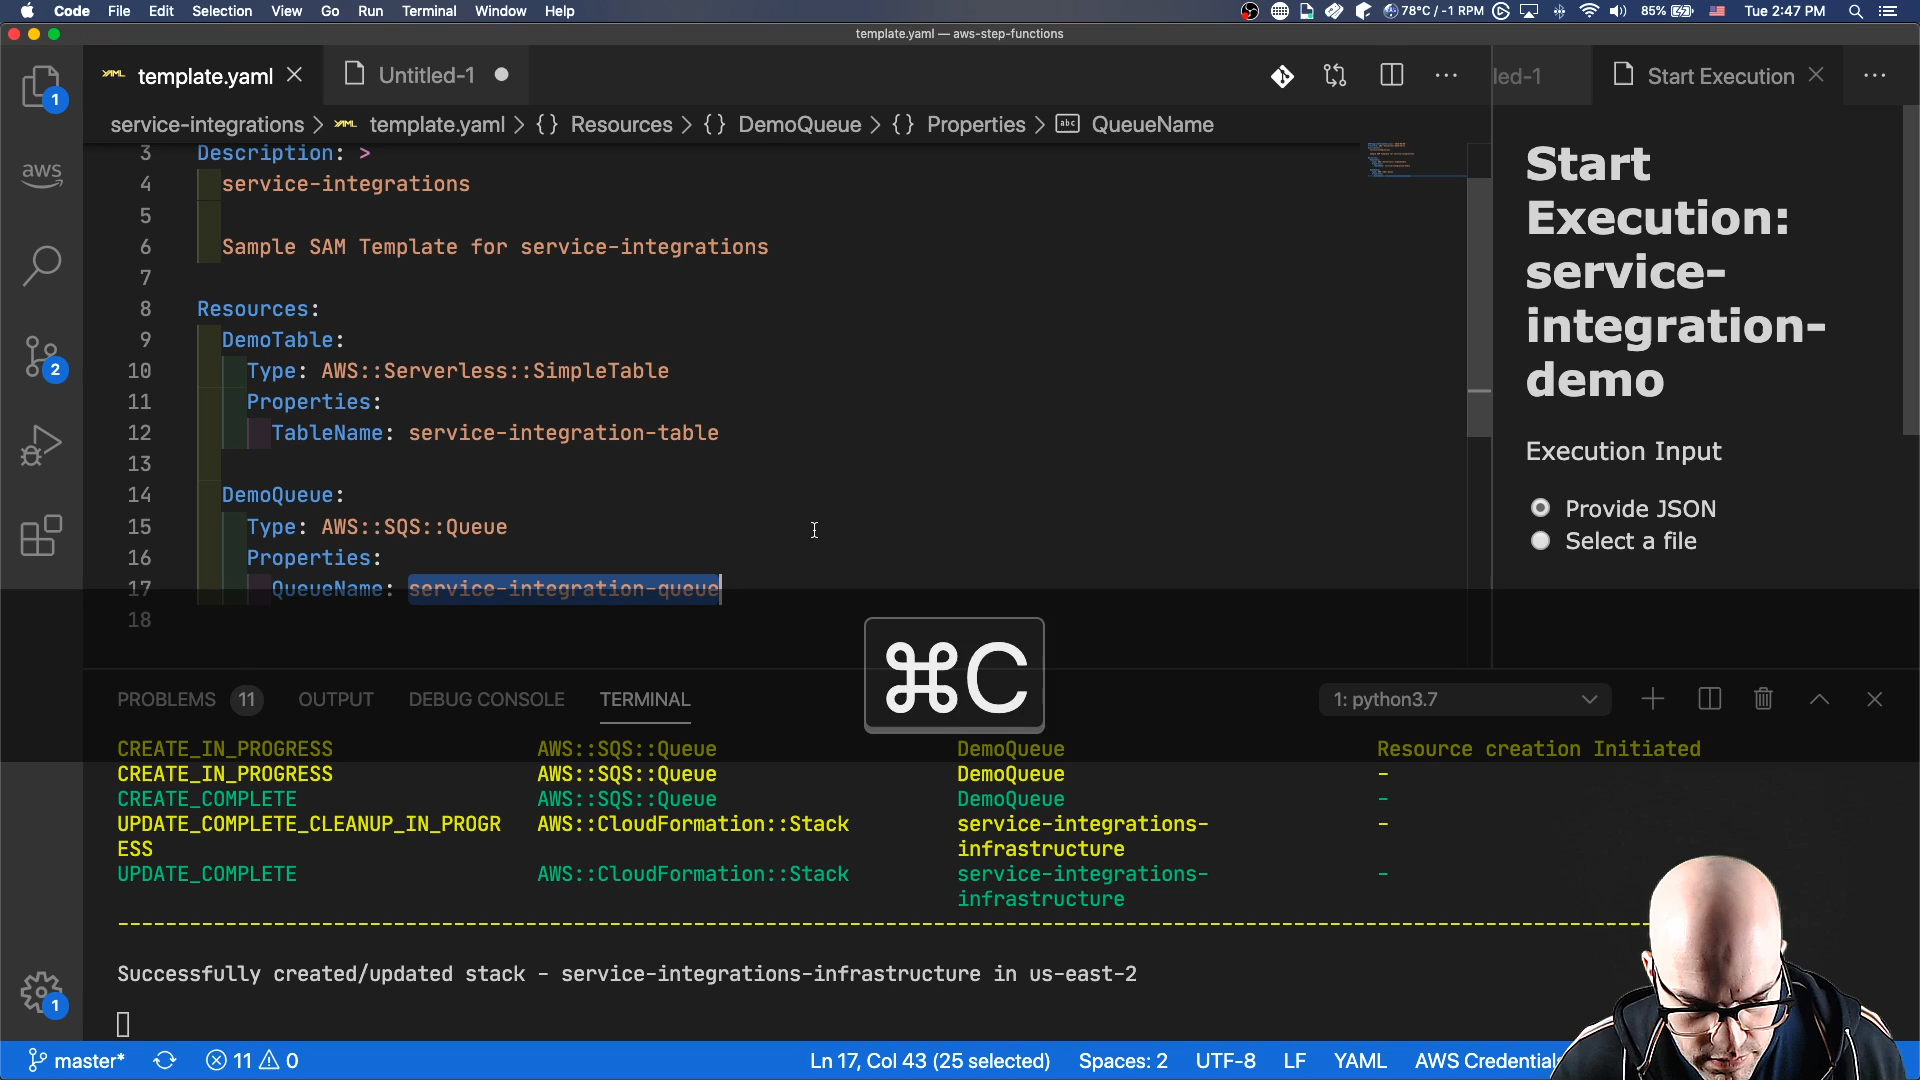 Code File Edit Selection View Go Run Terminal Window Help
78°C / -1 RPM 85% Tue 2:47 PM
template.yaml — aws-step-functions
1
YAML template.yaml
Untitled-1
led-1
Start Execution
service-integrations > YAML template.yaml > {} Resources > {} DemoQueue > {} Properties > abc QueueName
aws
3 Description: >
4 service-integrations
5
6 Sample SAM Template for service-integrations
7
8 Resources:
9 DemoTable:
10 Type: AWS::Serverless::SimpleTable
11 Properties:
12 TableName: service-integration-table
13
14 DemoQueue:
15 Type: AWS::SQS::Queue
16 Properties:
17 QueueName: service-integration-queue
18
2
Start
Execution:
service-
integration-
demo
Execution Input
Provide JSON
Select a file
⌘C
PROBLEMS 11 OUTPUT DEBUG CONSOLE TERMINAL
1: python3.7
CREATE_IN_PROGRESS AWS::SQS::Queue DemoQueue Resource creation Initiated
CREATE_IN_PROGRESS AWS::SQS::Queue DemoQueue -
CREATE_COMPLETE AWS::SQS::Queue DemoQueue -
UPDATE_COMPLETE_CLEANUP_IN_PROGR AWS::CloudFormation::Stack service-integrations- -
ESS infrastructure
UPDATE_COMPLETE AWS::CloudFormation::Stack service-integrations- -
infrastructure
Successfully created/updated stack - service-integrations-infrastructure in us-east-2
1
master* 11 0 Ln 17, Col 43 (25 selected) Spaces: 2 UTF-8 LF YAML AWS Credential